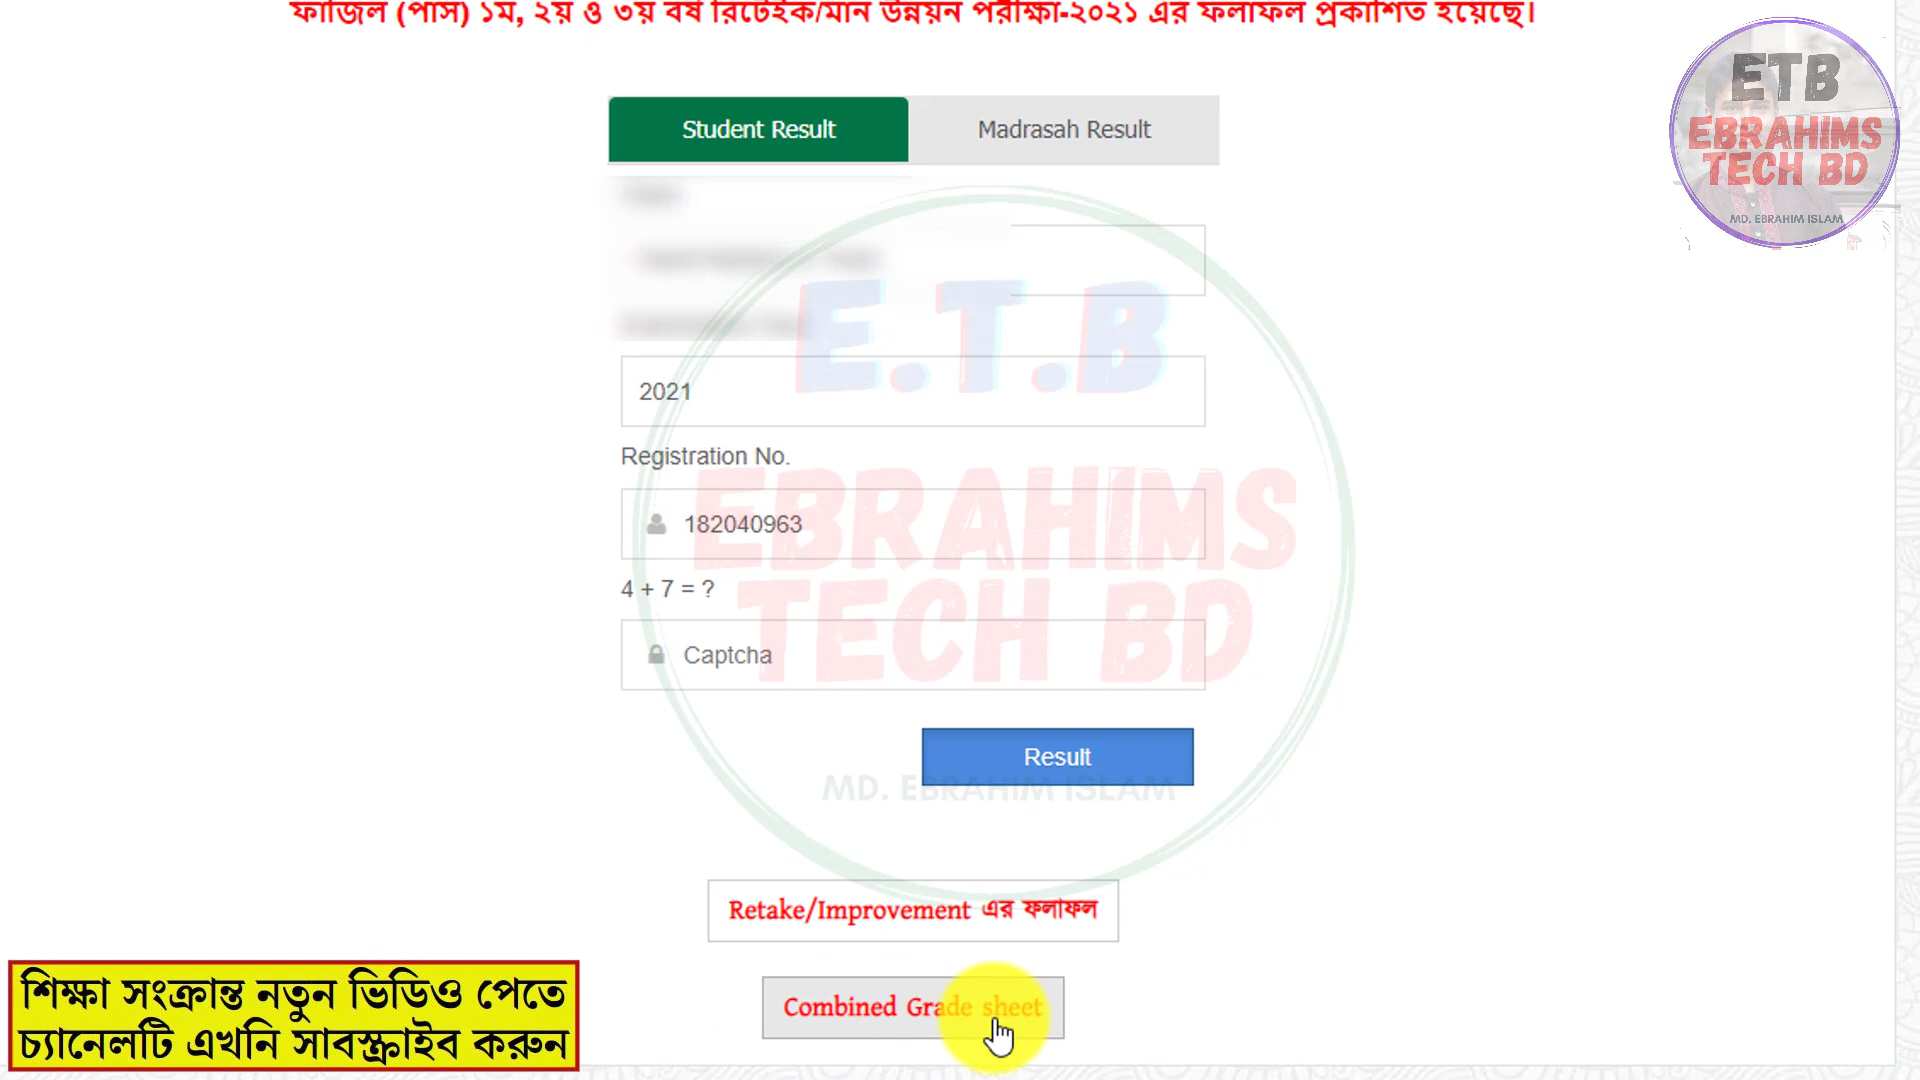 ফাজিল (পাস) ১ম, ২য় ও ৩য় বর্ষ রিটেইক/মান উন্নয়ন পরীক্ষা-২০২১ এর ফলাফল প্রকাশিত হয়েছে।
Student Result
Madrasah Result
ETB
EBRAHIMS
TECH BD
MD. EBRAHIM ISLAM
E.T.B
2021
Registration No.
182040963
EBRAHIMS
4 + 7 = ?
TECH BD
Captcha
Result
MD. EBRAHIM ISLAM
Retake/Improvement এর ফলাফল
Combined Grade sheet
শিক্ষা সংক্রান্ত নতুন ভিডিও পেতে
চ্যানেলটি এখনি সাবস্ক্রাইব করুন